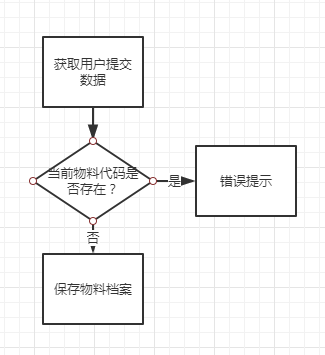 获取用户提交
数据
当前物料代码是
否存在？
是
错误提示
否
保存物料档案